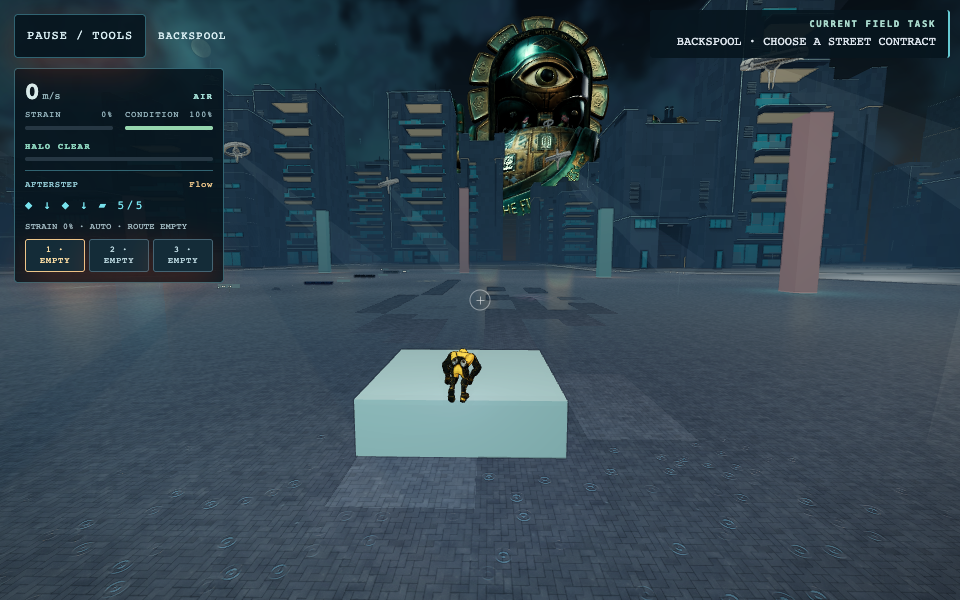 PAUSE / TOOLS
BACKSPOOL
CURRENT FIELD TASK
BACKSPOOL · CHOOSE A STREET CONTRACT
0 m/s
AIR
STRAIN 0%
CONDITION 100%
HALO CLEAR
AFTERSTEP
Flow
◆ ↓ ◆ ↓ ▰ 5/5
STRAIN 0% · AUTO · ROUTE EMPTY
1 · EMPTY
2 · EMPTY
3 · EMPTY